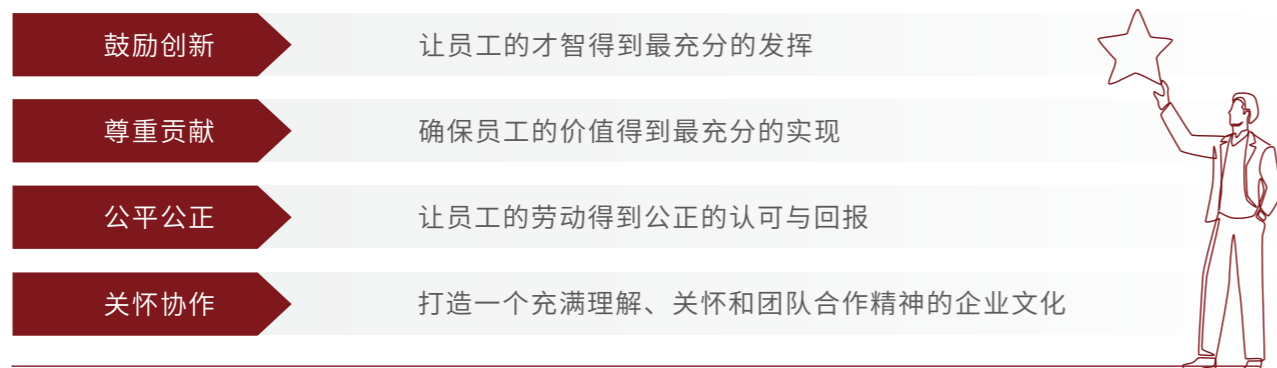 鼓励创新 让员工的才智得到最充分的发挥
尊重贡献 确保员工的价值得到最充分的实现
公平公正 让员工的劳动得到公正的认可与回报
关怀协作 打造一个充满理解、关怀和团队合作精神的企业文化